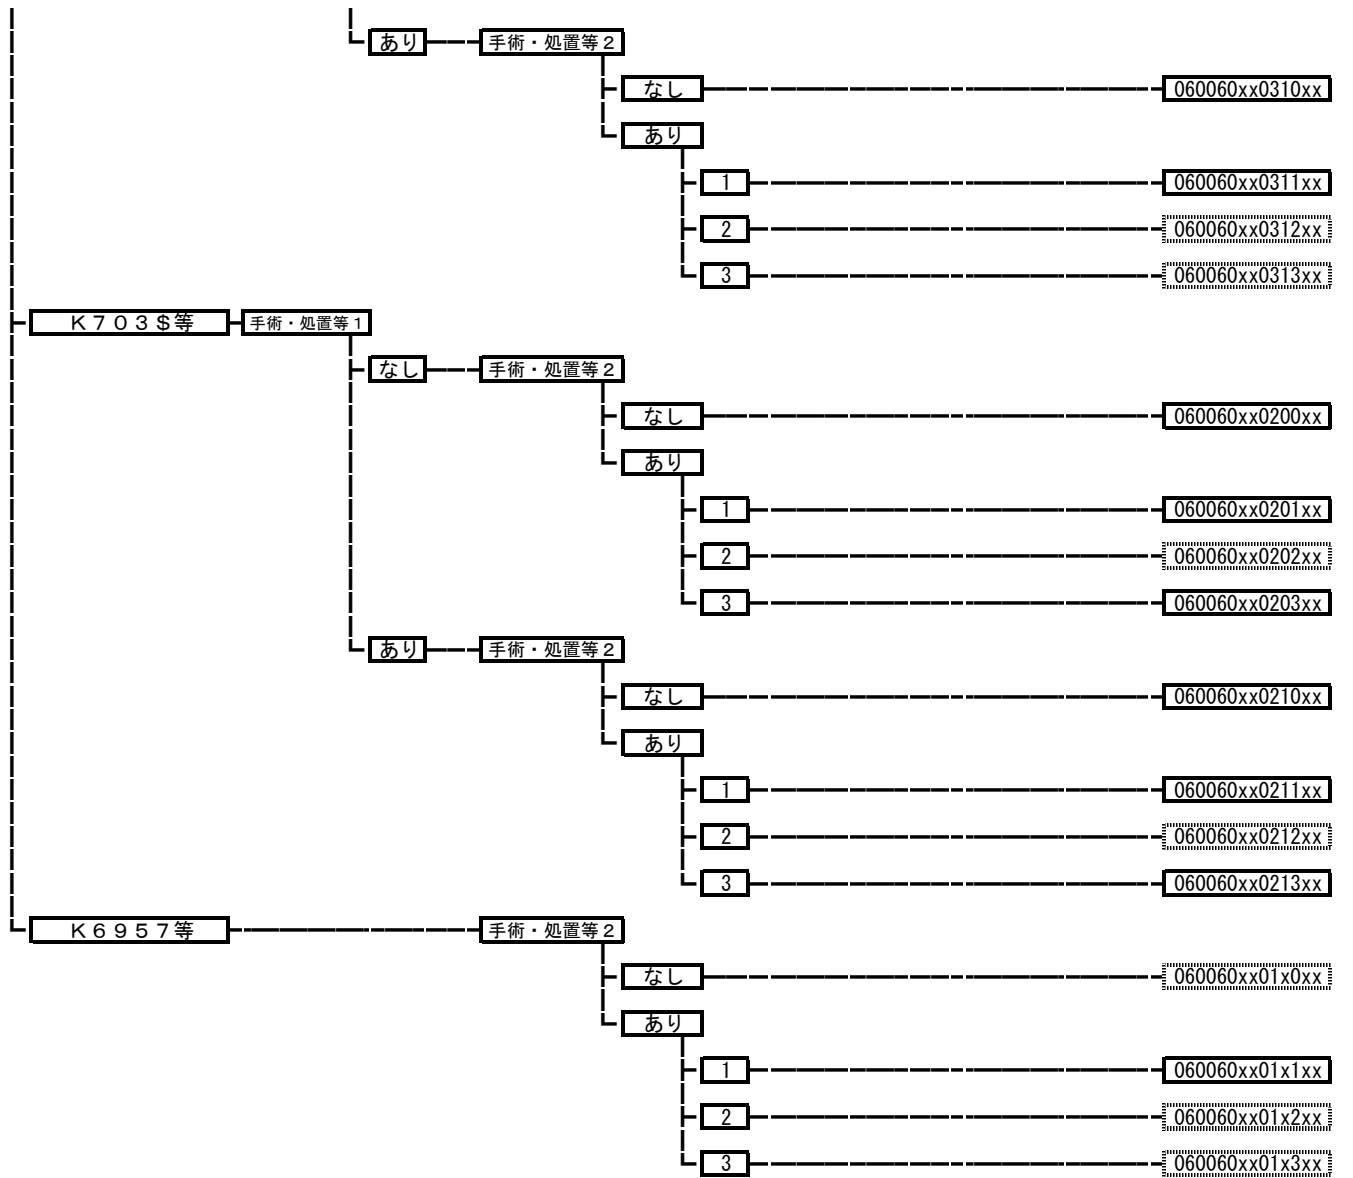 あり 手術・処置等２
なし 060060xx0310xx
あり
1 060060xx0311xx
2 060060xx0312xx
3 060060xx0313xx
Ｋ７０３＄等 手術・処置等１
なし 手術・処置等２
なし 060060xx0200xx
あり
1 060060xx0201xx
2 060060xx0202xx
3 060060xx0203xx
あり 手術・処置等２
なし 060060xx0210xx
あり
1 060060xx0211xx
2 060060xx0212xx
3 060060xx0213xx
Ｋ６９５７等 手術・処置等２
なし 060060xx01x0xx
あり
1 060060xx01x1xx
2 060060xx01x2xx
3 060060xx01x3xx